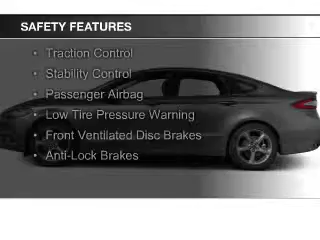 SAFETY FEATURES
• Traction Control
• Stability Control
• Passenger Airbag
• Low Tire Pressure Warning
• Front Ventilated Disc Brakes
• Anti-Lock Brakes